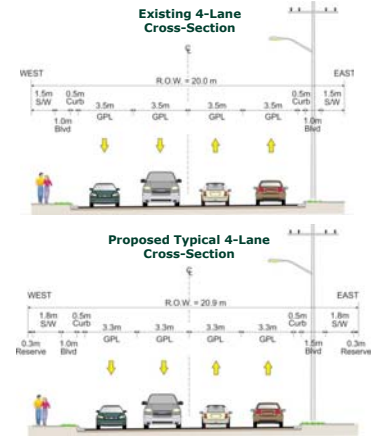 Existing 4-Lane
Cross-Section
℄
WEST
EAST
R.O.W. = 20.0 m
1.5m
S/W
0.5m
Curb
1.0m
Blvd
3.5m
GPL
3.5m
GPL
3.5m
GPL
3.5m
GPL
0.5m
Curb
1.0m
Blvd
1.5m
S/W
Proposed Typical 4-Lane
Cross-Section
℄
WEST
EAST
R.O.W. = 20.9 m
0.3m
Reserve
1.8m
S/W
1.0m
Blvd
0.5m
Curb
3.3m
GPL
3.3m
GPL
3.3m
GPL
3.3m
GPL
0.5m
Curb
1.5m
Blvd
1.8m
S/W
0.3m
Reserve